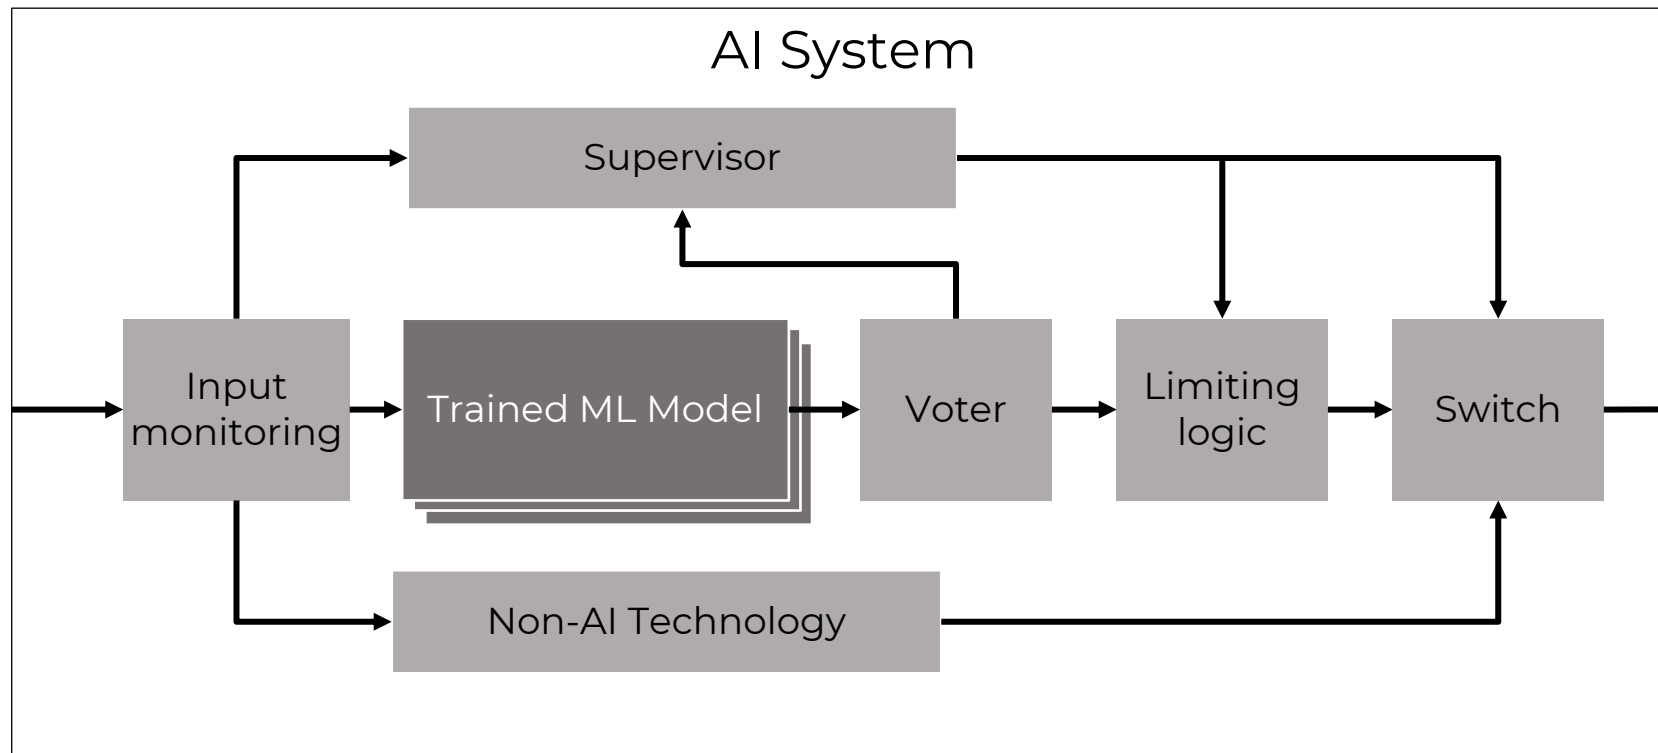 AI System
Supervisor
Input
monitoring
Trained ML Model
Voter
Limiting
logic
Switch
Non-AI Technology